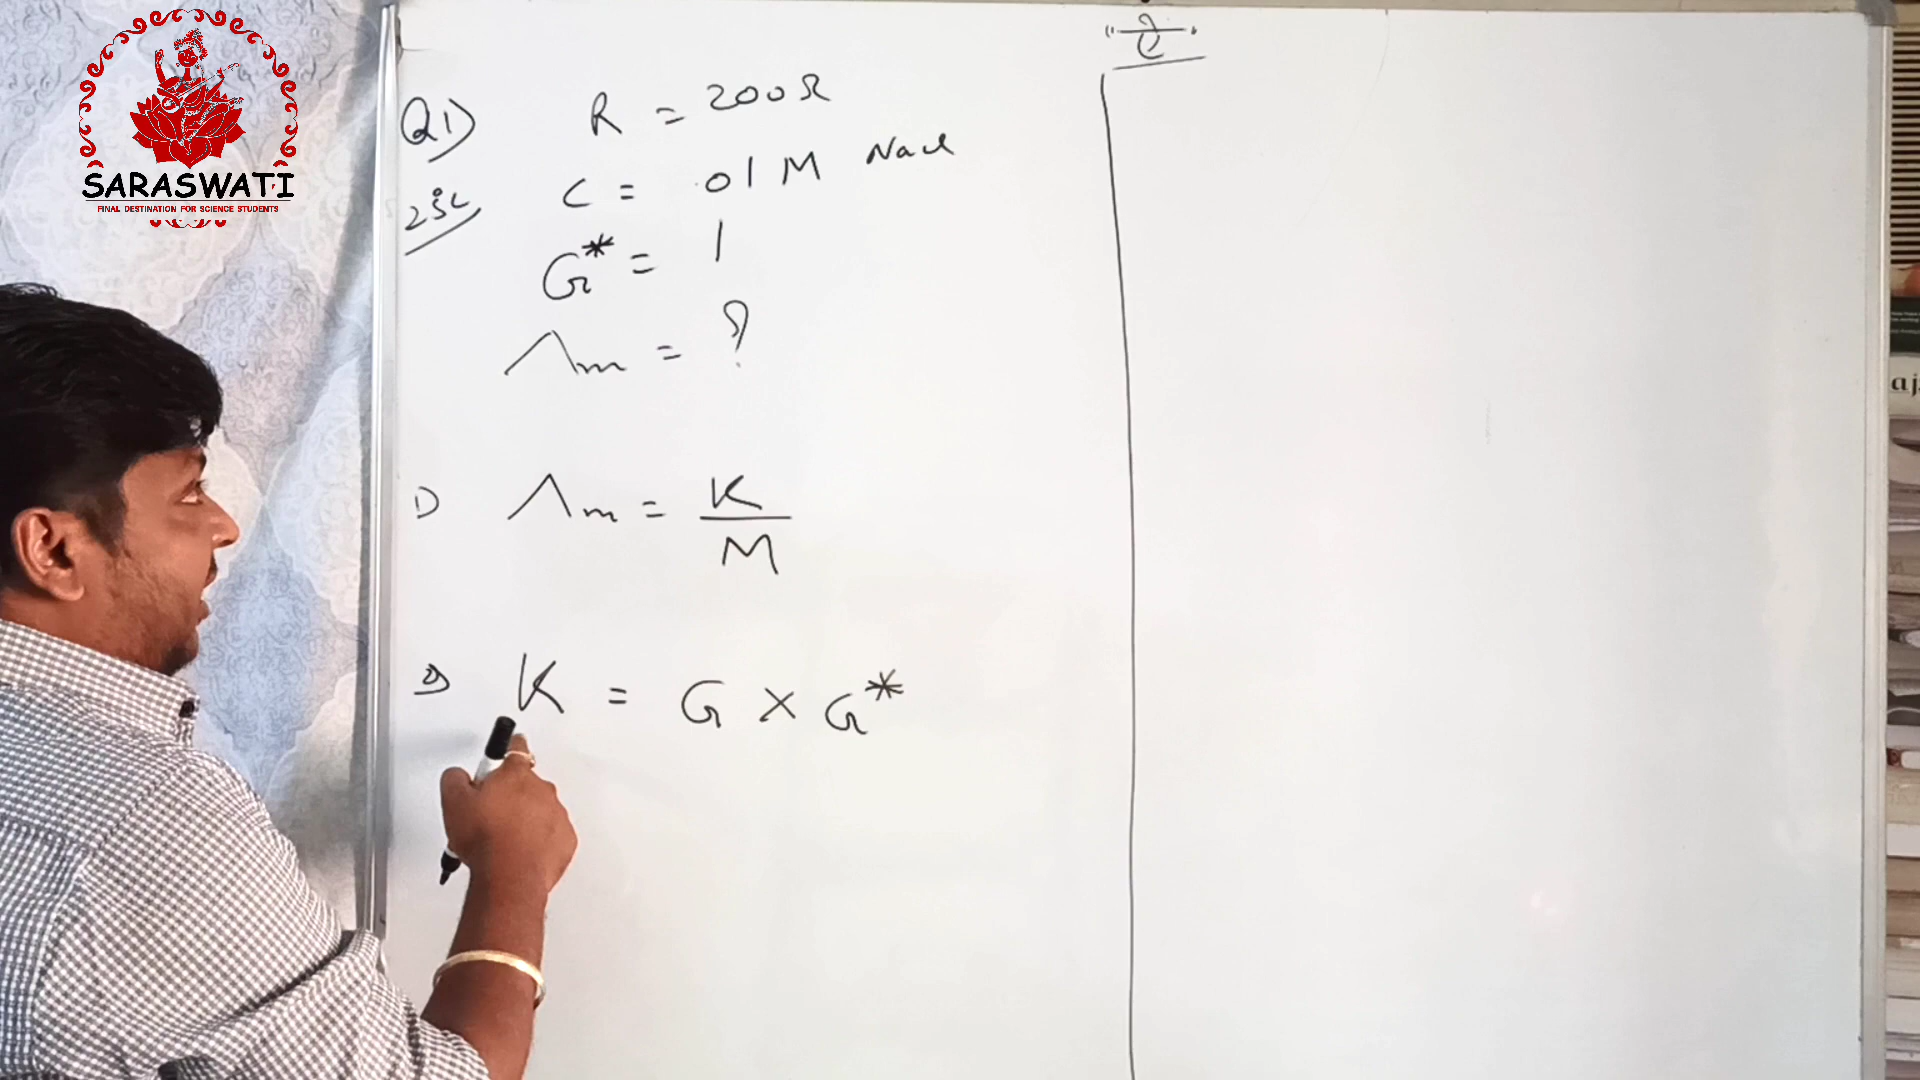 SARASWATI
FINAL DESTINATION FOR SCIENCE STUDENTS
Q1) R = 200Ω
25°C C = .01 M NaCl
G* = 1
Λm = ?
1) Λm = K/M
2) K = G × G*